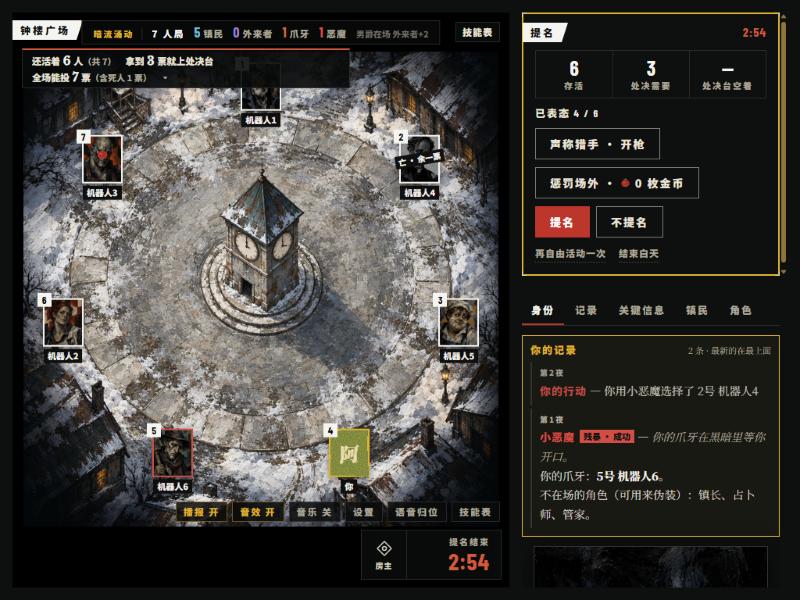 钟楼广场
暗流涌动 7 人局 5 镇民 0 外来者 1 爪牙 1 恶魔 男爵在场 外来者+2
技能表
还活着 6 人 (共 7) 拿到 3 票就上处决台
全场能投 7 票 (含死人 1 票)
1
机器人1
7
机器人3
2
亡·余一票
机器人4
6
机器人2
3
机器人5
5
机器人6
4
阿
你
播报 开
音效 开
音乐 关
设置
语音归位
技能表
房主
提名结束
2:54
提名
2:54
6
存活
3
处决需要
—
处决台空着
已表态 4 / 6
声称猎手 · 开枪
惩罚场外 · 0 枚金币
提名
不提名
再自由活动一次
结束白天
身份
记录
关键信息
镇民
角色
你的记录
2 条 · 最新的在最上面
第2夜
你的行动 — 你用小恶魔选择了 2号 机器人4
第1夜
小恶魔 残暴 · 成功 — 你的爪牙在黑暗里等你
开口。
你的爪牙：5号 机器人6。
不在场的角色（可用来伪装）：镇长、占卜
师、管家。